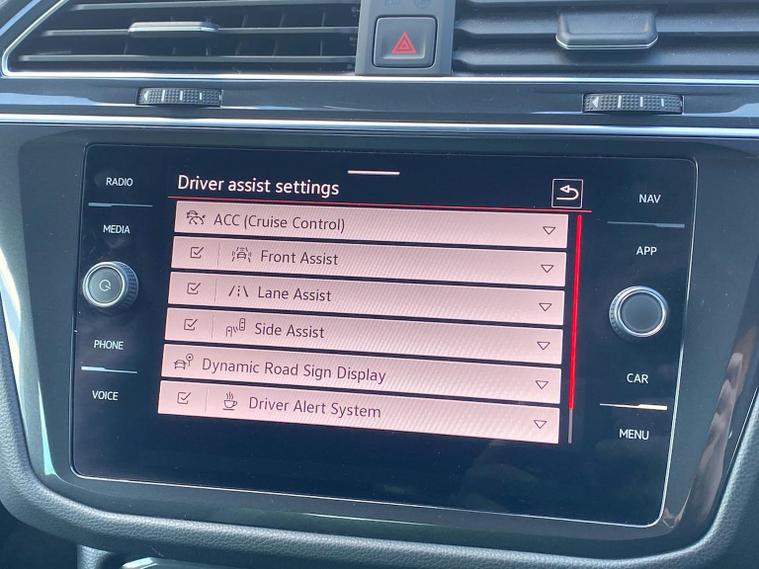 RADIO
MEDIA
PHONE
VOICE
Driver assist settings
ACC (Cruise Control)
Front Assist
Lane Assist
Side Assist
Dynamic Road Sign Display
Driver Alert System
NAV
APP
CAR
MENU